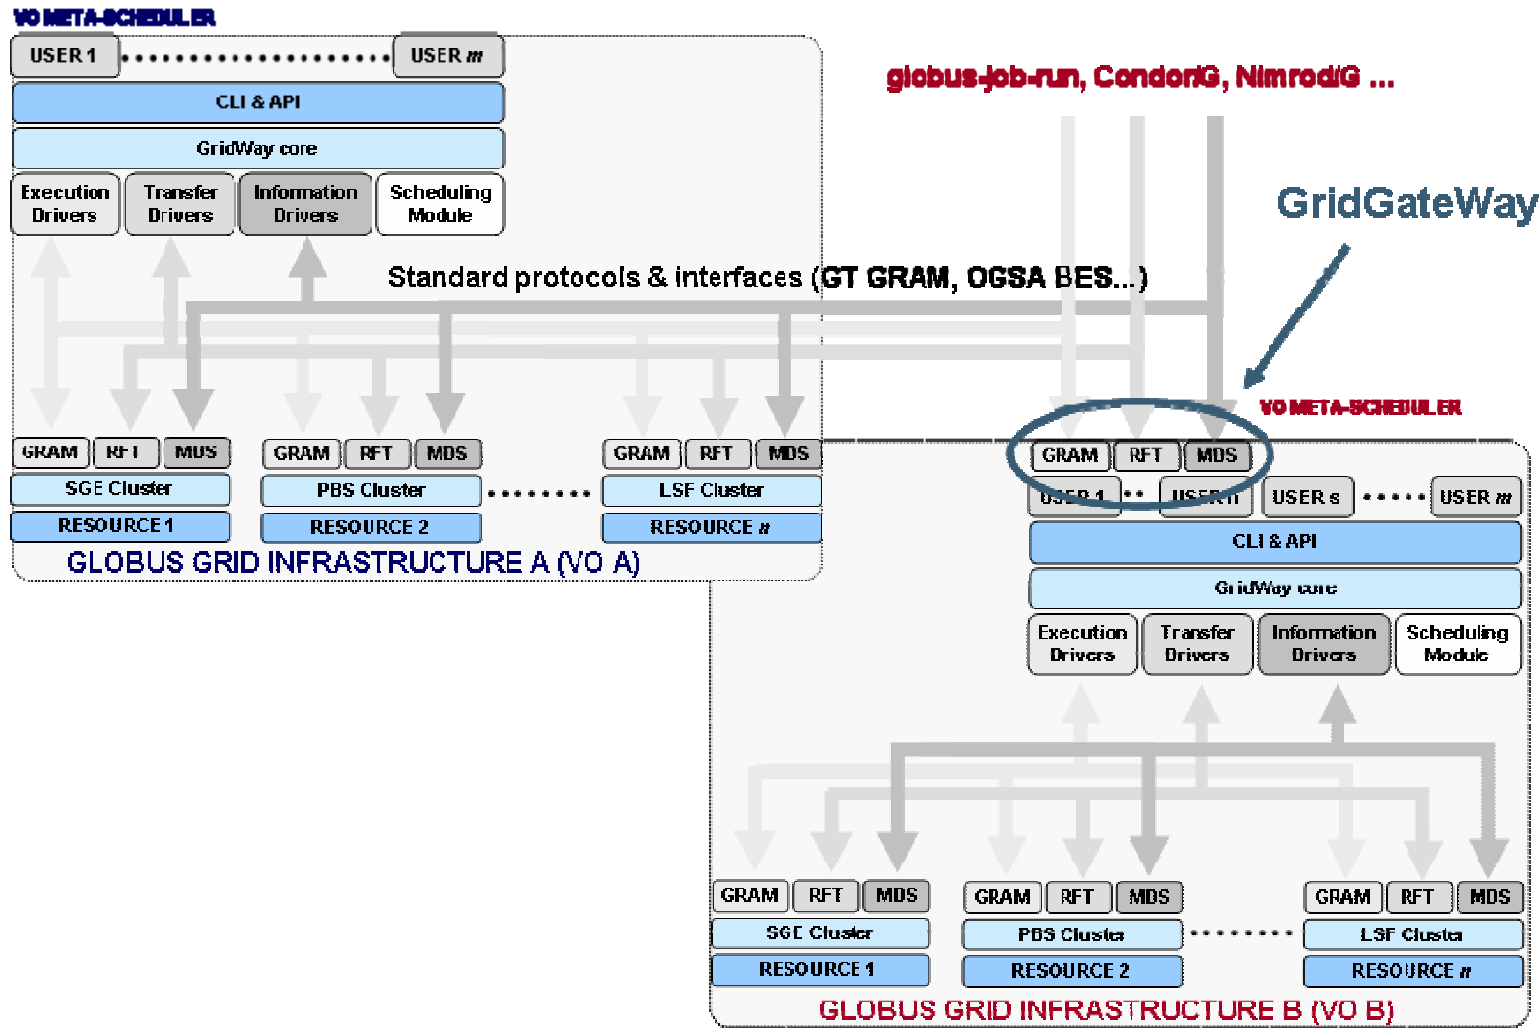 VO META-SCHEDULER
USER 1 USER m
CLI & API
GridWay core
Execution Drivers Transfer Drivers Information Drivers Scheduling Module
globus-job-run, Condor/G, Nimrod/G ...
GridGateWay
Standard protocols & interfaces (GT GRAM, OGSA BES...)
GRAM RFT MDS GRAM RFT MDS GRAM RFT MDS
SGE Cluster PBS Cluster LSF Cluster
RESOURCE 1 RESOURCE 2 RESOURCE n
GLOBUS GRID INFRASTRUCTURE A (VO A)
VO META-SCHEDULER
GRAM RFT MDS
USER 1 USER n USER s USER m
CLI & API
GridWay core
Execution Drivers Transfer Drivers Information Drivers Scheduling Module
GRAM RFT MDS GRAM RFT MDS GRAM RFT MDS
SGE Cluster PBS Cluster LSF Cluster
RESOURCE 1 RESOURCE 2 RESOURCE n
GLOBUS GRID INFRASTRUCTURE B (VO B)